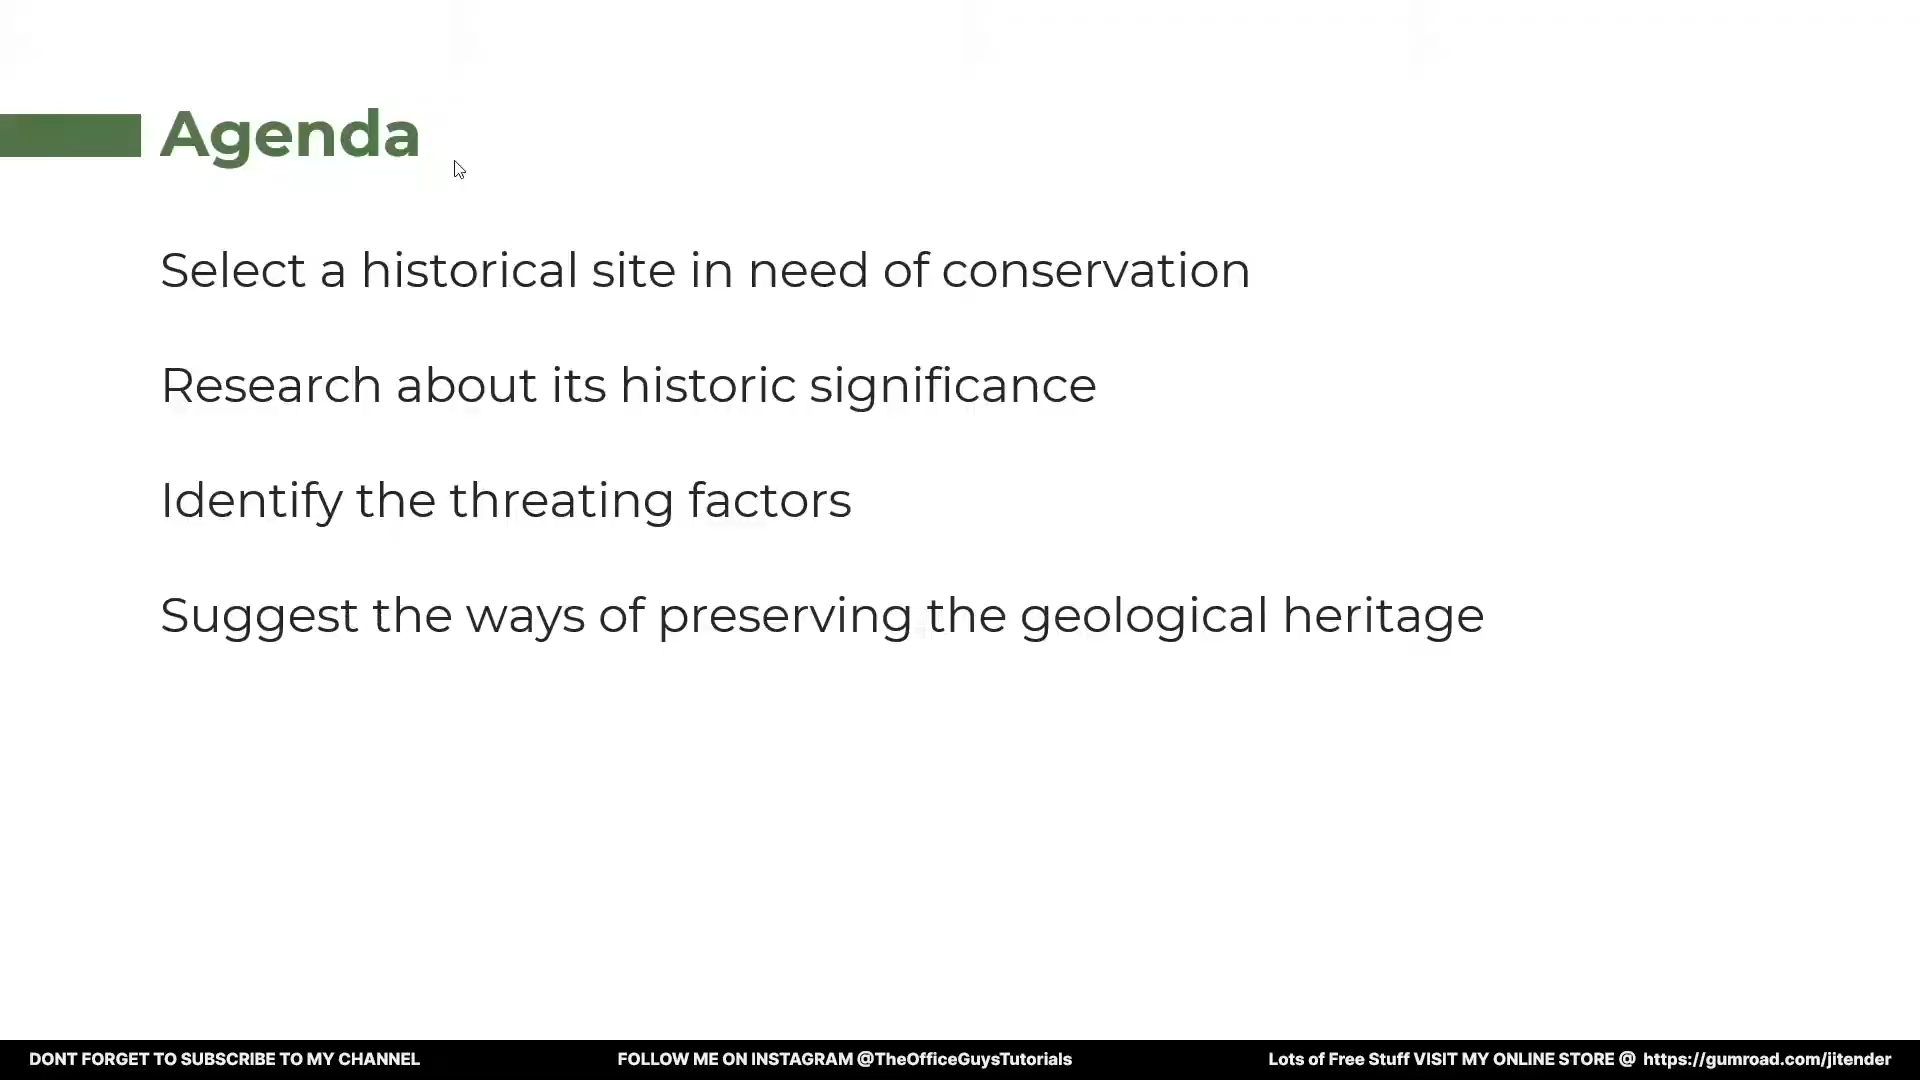 Agenda
Select a historical site in need of conservation
Research about its historic significance
Identify the threating factors
Suggest the ways of preserving the geological heritage
DONT FORGET TO SUBSCRIBE TO MY CHANNEL
FOLLOW ME ON INSTAGRAM @TheOfficeGuysTutorials
Lots of Free Stuff VISIT MY ONLINE STORE @ https://gumroad.com/jitender